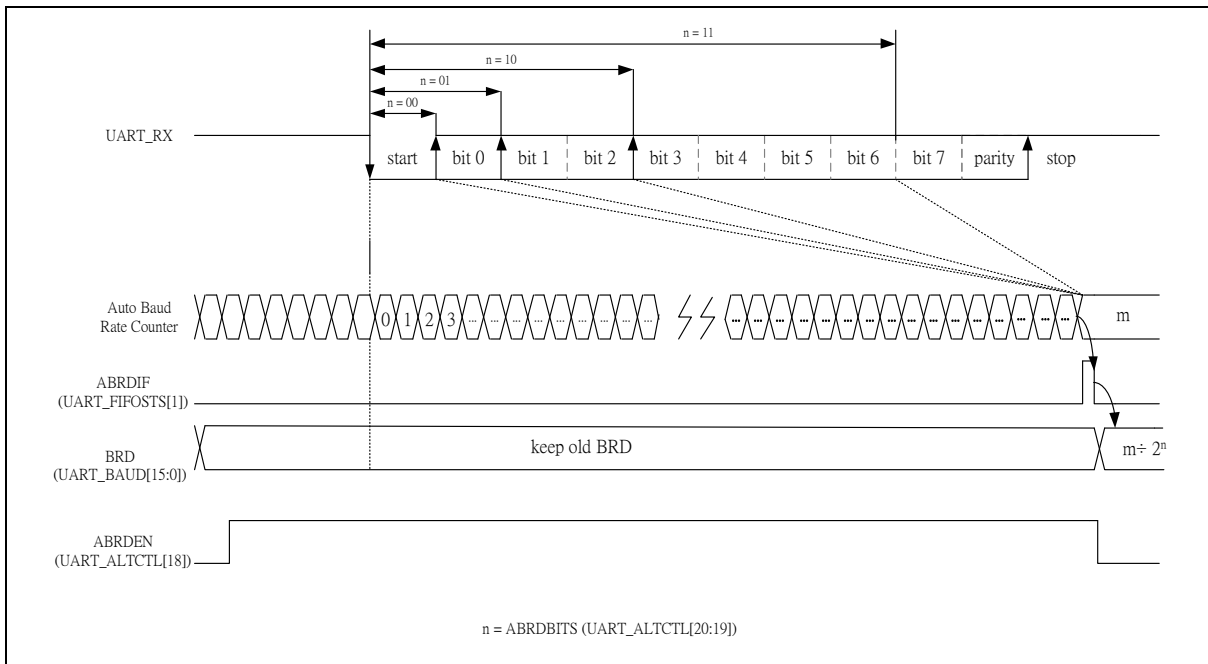 n = 11
n = 10
n = 01
n = 00
UART_RX
start bit 0 bit 1 bit 2 bit 3 bit 4 bit 5 bit 6 bit 7 parity stop
Auto Baud
Rate Counter
0 1 2 3 ... ... ... ... ... ... ... ... ... ... ... ... ... ... ... ... ... ... ... ... ... ... ... ... m
ABRDIF
(UART_FIFOSTS[1])
BRD
(UART_BAUD[15:0])
keep old BRD
m÷ 2ⁿ
ABRDEN
(UART_ALTCTL[18])
n = ABRDBITS (UART_ALTCTL[20:19])